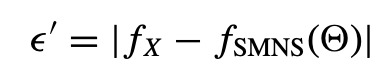 ϵ′ = |f_X − f_SMNS(Θ)|